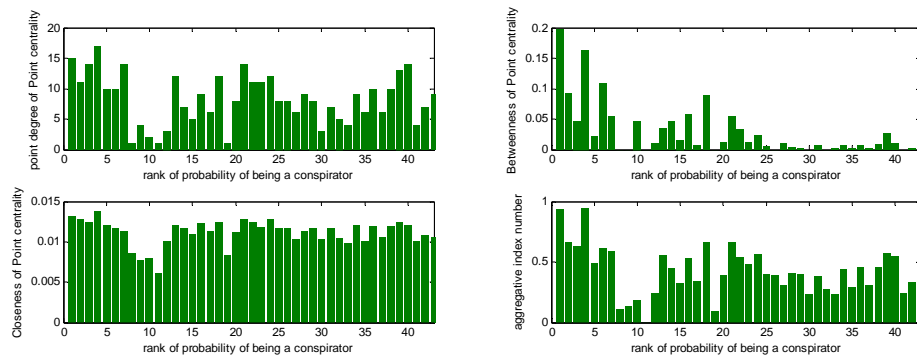 point degree of Point centrality
20
15
10
5
0
0 5 10 15 20 25 30 35 40
rank of probability of being a conspirator
Betweenness of Point centrality
0.2
0.15
0.1
0.05
0
0 5 10 15 20 25 30 35 40
rank of probability of being a conspirator
Closeness of Point centrality
0.015
0.01
0.005
0
0 5 10 15 20 25 30 35 40
rank of probability of being a conspirator
aggregative index number
1
0.5
0
0 5 10 15 20 25 30 35 40
rank of probability of being a conspirator